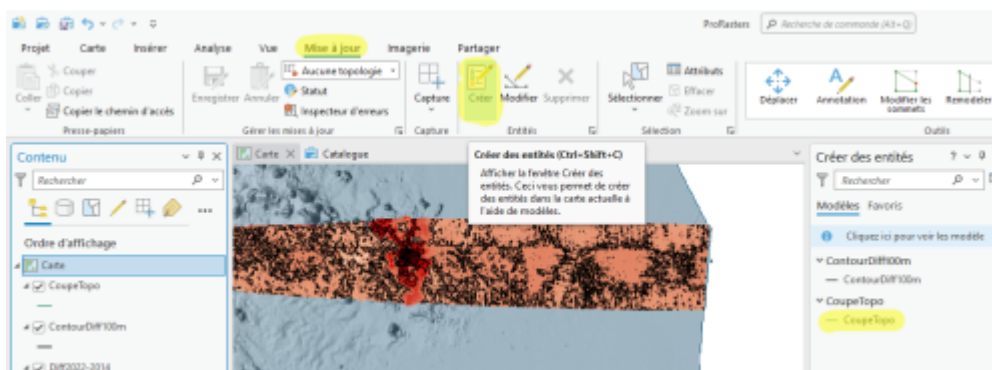 ProRasters
Recherche de commande (Alt+Q)
Projet Carte Insérer Analyse Vue Mise à jour Imagerie Partager
Coller
Couper
Copier
Copier le chemin d'accès
Presse-papiers
Enregistrer Annuler
Aucune topologie
Statut
Inspecteur d'erreurs
Gérer les mises à jour
Capture
Capture
Créer Modifier Supprimer
Entités
Sélectionner
Attributs
Effacer
Zoom sur
Sélection
Déplacer Annotation Modifier les sommets Remodeler
Outils
Contenu
Rechercher
Ordre d'affichage
Carte
CoupeTopo
ContourDiff100m
Diff2022-2014
Carte Catalogue
Créer des entités (Ctrl+Shift+C)
Afficher la fenêtre Créer des
entités. Ceci vous permet de créer
des entités dans la carte actuelle à
l'aide de modèles.
Créer des entités
Rechercher
Modèles Favoris
Cliquez ici pour voir les modèle
ContourDiff100m
ContourDiff100m
CoupeTopo
CoupeTopo